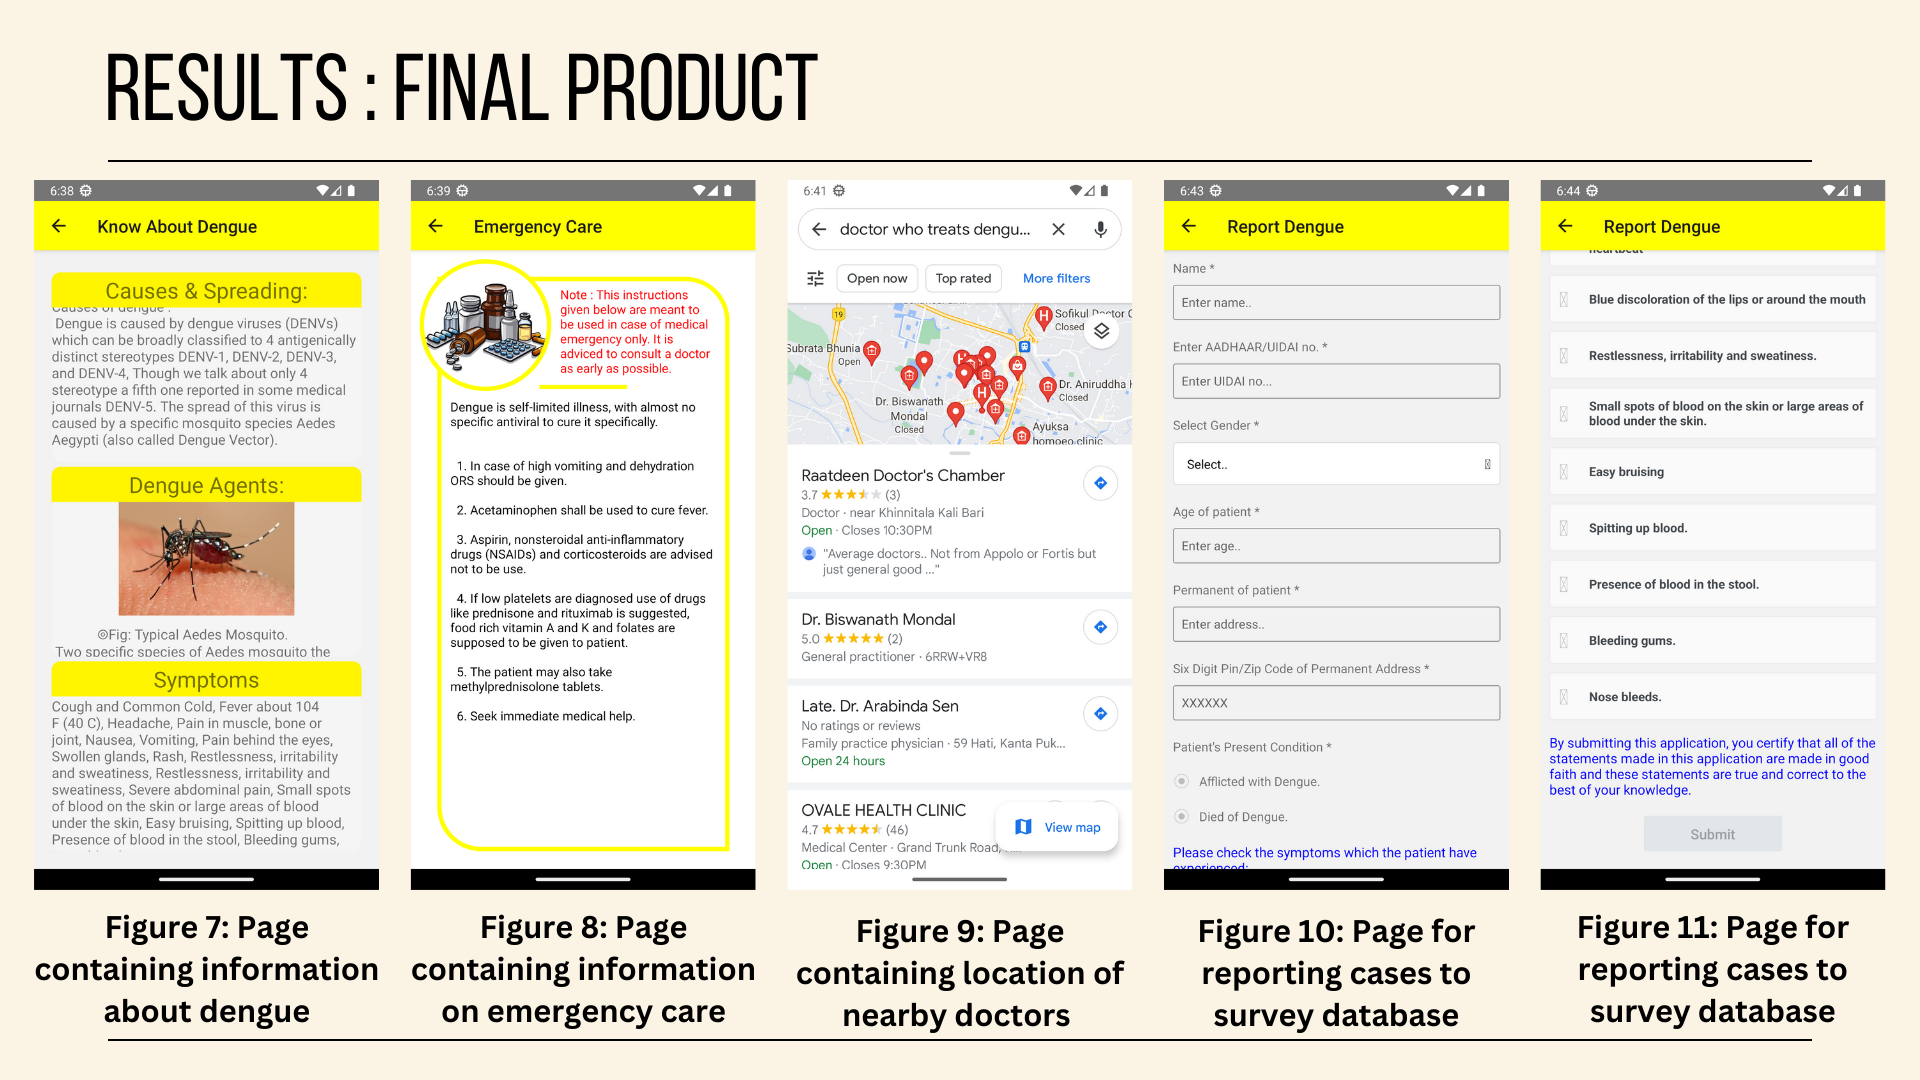 RESULTS : FINAL PRODUCT
6:38
Know About Dengue
Causes & Spreading:
Causes of dengue :
Dengue is caused by dengue viruses (DENVs)
which can be broadly classified to 4 antigenically
distinct stereotypes DENV-1, DENV-2, DENV-3,
and DENV-4, Though we talk about only 4
stereotype a fifth one reported in some medical
journals DENV-5. The spread of this virus is
caused by a specific mosquito species Aedes
Aegypti (also called Dengue Vector).
Dengue Agents:
©Fig: Typical Aedes Mosquito.
Two specific species of Aedes mosquito the
Symptoms
Cough and Common Cold, Fever about 104
F (40 C), Headache, Pain in muscle, bone or
joint, Nausea, Vomiting, Pain behind the eyes,
Swollen glands, Rash, Restlessness, irritability
and sweatiness, Restlessness, irritability and
sweatiness, Severe abdominal pain, Small spots
of blood on the skin or large areas of blood
under the skin, Easy bruising, Spitting up blood,
Presence of blood in the stool, Bleeding gums,
Figure 7: Page
containing information
about dengue
6:39
Emergency Care
Note : This instructions
given below are meant to
be used in case of medical
emergency only. It is
adviced to consult a doctor
as early as possible.
Dengue is self-limited illness, with almost no
specific antiviral to cure it specifically.
1. In case of high vomiting and dehydration
ORS should be given.
2. Acetaminophen shall be used to cure fever.
3. Aspirin, nonsteroidal anti-inflammatory
drugs (NSAIDs) and corticosteroids are advised
not to be use.
4. If low platelets are diagnosed use of drugs
like prednisone and rituximab is suggested,
food rich vitamin A and K and folates are
supposed to be given to patient.
5. The patient may also take
methylprednisolone tablets.
6. Seek immediate medical help.
Figure 8: Page
containing information
on emergency care
6:41
doctor who treats dengu...
Open now
Top rated
More filters
19
Sofikul Doctor C
Closed
Subrata Bhunia
Open
Dr. Aniruddha
Closed
Dr. Biswanath
Mondal
Closed
Ayuksa
homoeo clinic
Raatdeen Doctor's Chamber
3.7 (3)
Doctor · near Khinnitala Kali Bari
Open · Closes 10:30PM
"Average doctors.. Not from Appolo or Fortis but
just general good ..."
Dr. Biswanath Mondal
5.0 (2)
General practitioner · 6RRW+VR8
Late. Dr. Arabinda Sen
No ratings or reviews
Family practice physician · 59 Hati, Kanta Puk...
Open 24 hours
OVALE HEALTH CLINIC
4.7 (46)
Medical Center · Grand Trunk Road,
Open · Closes 9:30PM
View map
Figure 9: Page
containing location of
nearby doctors
6:43
Report Dengue
Name *
Enter name..
Enter AADHAAR/UIDAI no. *
Enter UIDAI no...
Select Gender *
Select..
Age of patient *
Enter age..
Permanent of patient *
Enter address..
Six Digit Pin/Zip Code of Permanent Address *
XXXXXX
Patient's Present Condition *
Afflicted with Dengue.
Died of Dengue.
Please check the symptoms which the patient have
experienced:
Figure 10: Page for
reporting cases to
survey database
6:44
Report Dengue
heartbeat
Blue discoloration of the lips or around the mouth
Restlessness, irritability and sweatiness.
Small spots of blood on the skin or large areas of
blood under the skin.
Easy bruising
Spitting up blood.
Presence of blood in the stool.
Bleeding gums.
Nose bleeds.
By submitting this application, you certify that all of the
statements made in this application are made in good
faith and these statements are true and correct to the
best of your knowledge.
Submit
Figure 11: Page for
reporting cases to
survey database